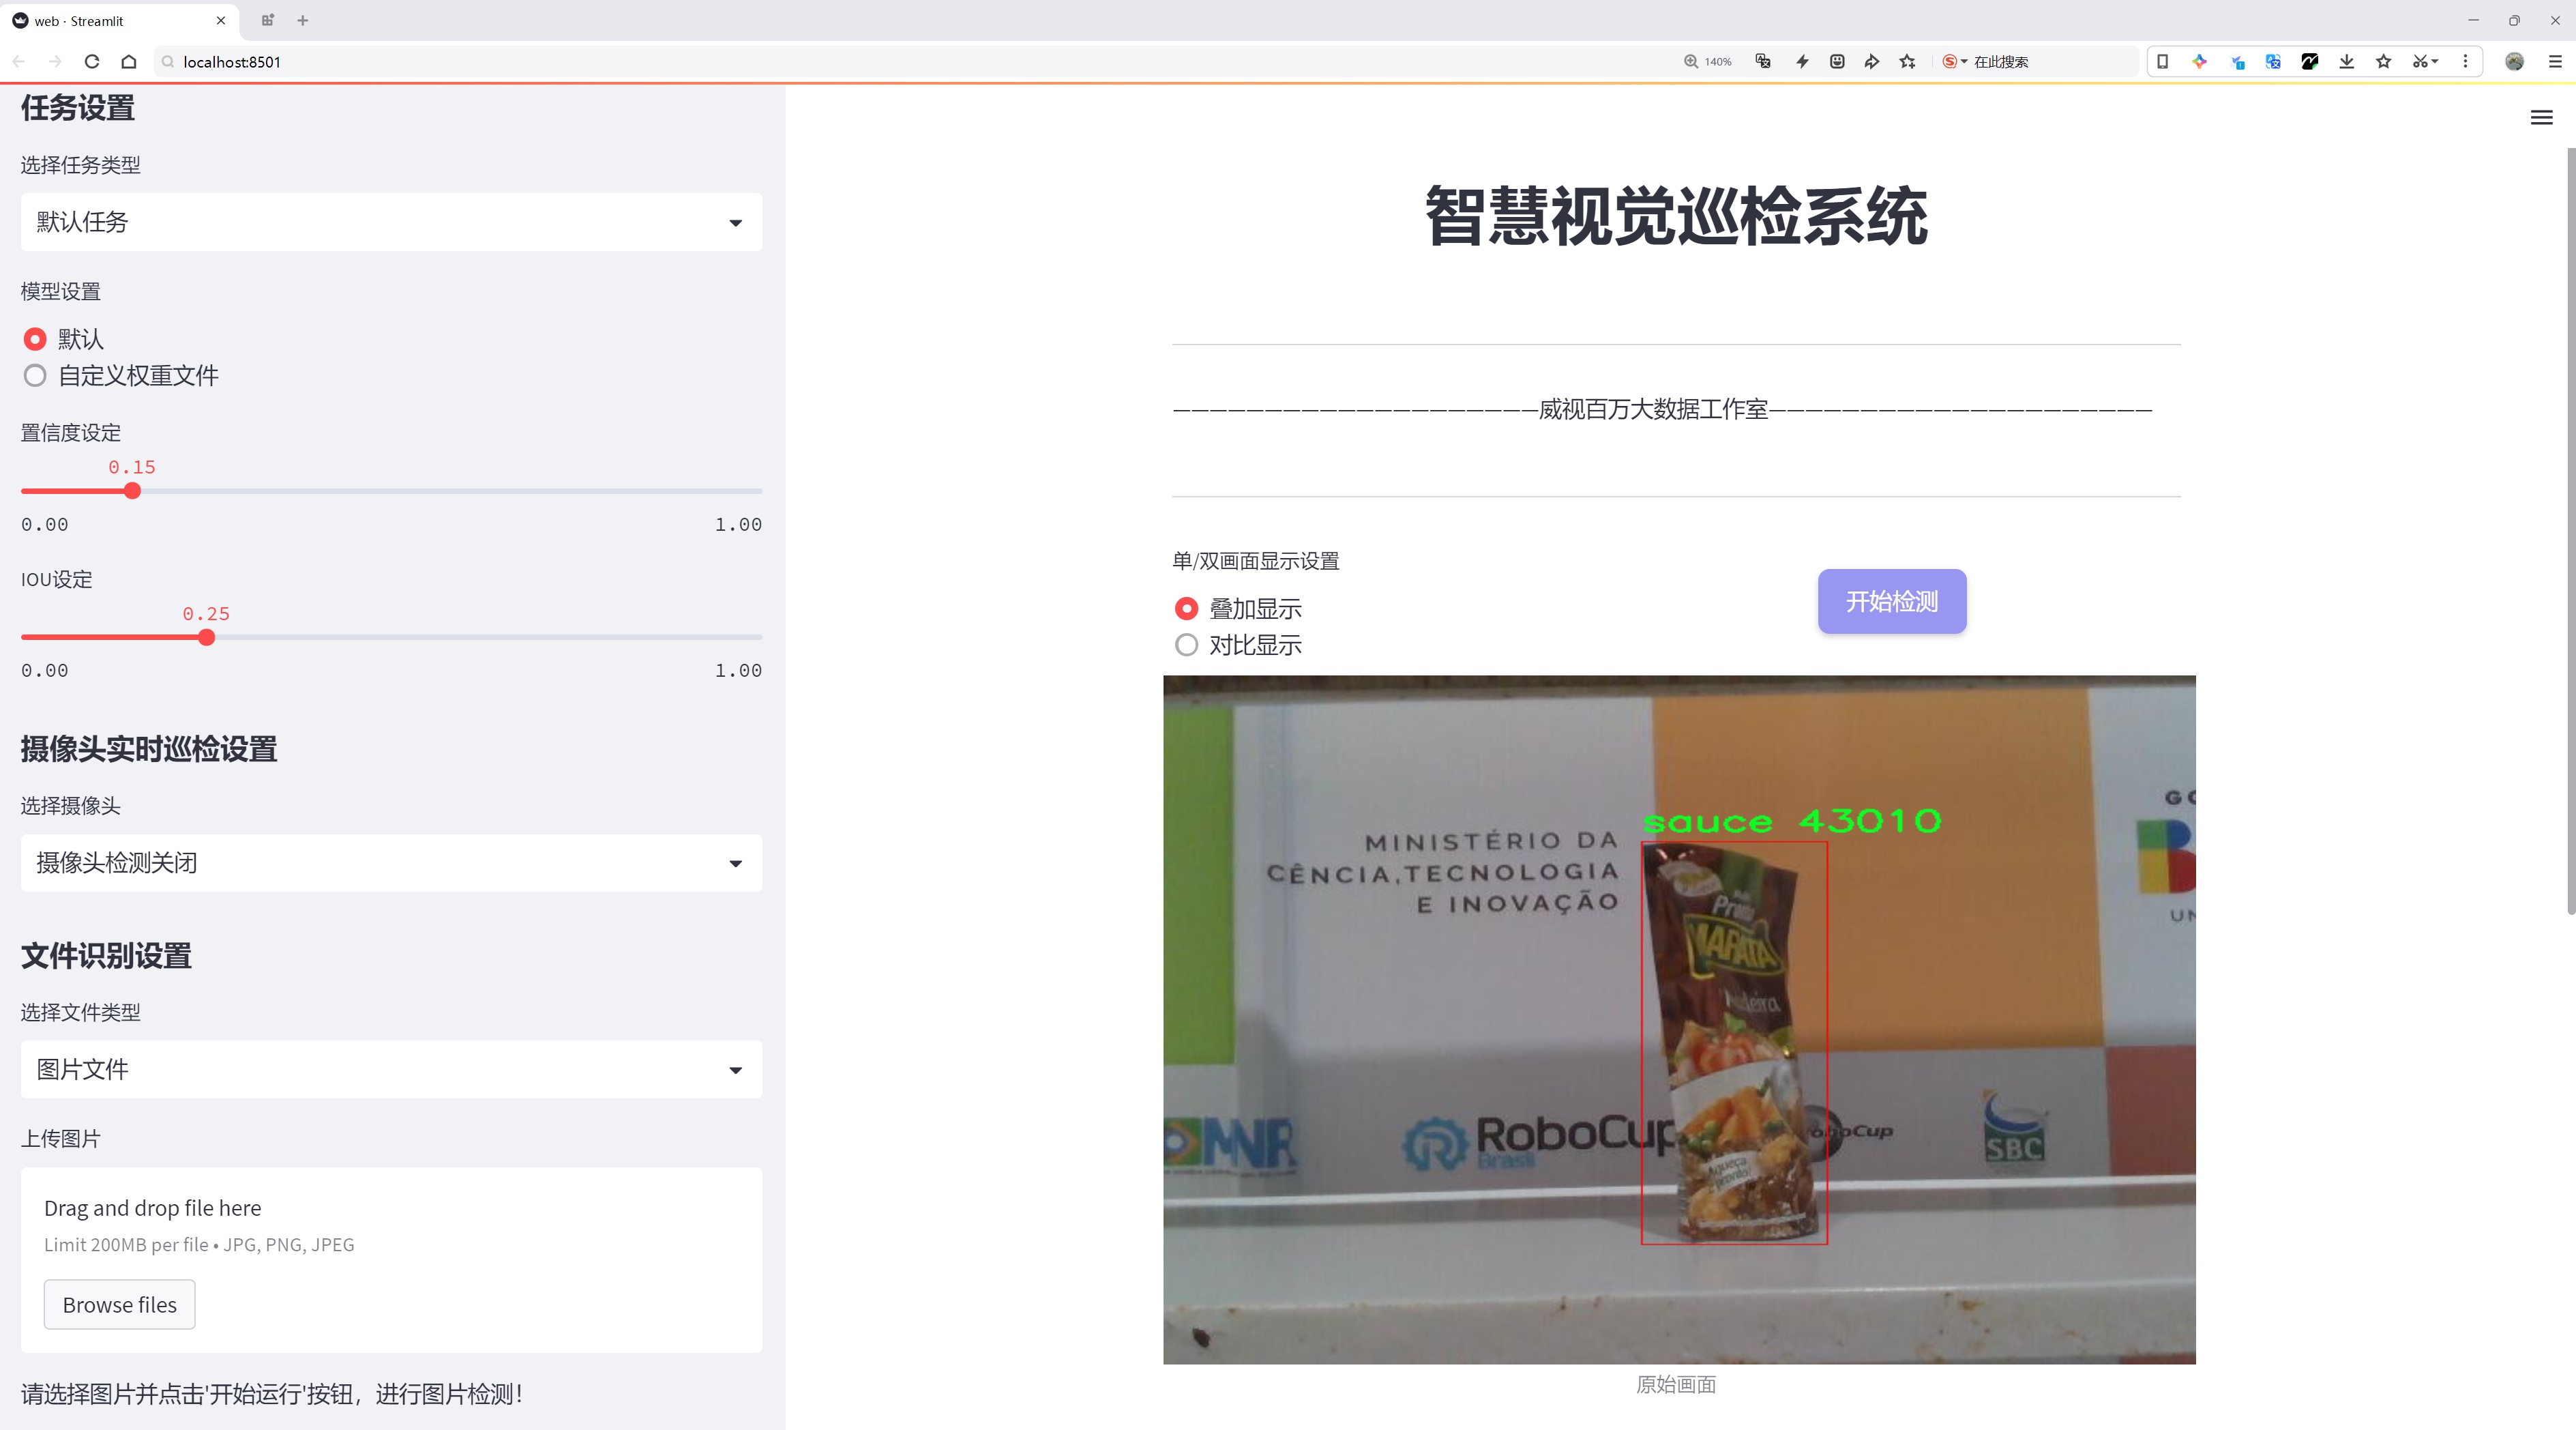 web · Streamlit
localhost:8501
140%
在此搜索
任务设置
选择任务类型
默认任务
模型设置
默认
自定义权重文件
置信度设定
0.15
0.00
1.00
IOU设定
0.25
0.00
1.00
摄像头实时巡检设置
选择摄像头
摄像头检测关闭
文件识别设置
选择文件类型
图片文件
上传图片
Drag and drop file here
Limit 200MB per file • JPG, PNG, JPEG
Browse files
请选择图片并点击'开始运行'按钮，进行图片检测！
智慧视觉巡检系统
—————————————————————威视百万大数据工作室——————————————————————
单/双画面显示设置
叠加显示
对比显示
开始检测
sauce 43010
MINISTÉRIO DA
CÊNCIA,TECNOLOGIA
E INOVAÇÃO
GO
B
UN
Pronto
MARATÁ
Madeira
Aqueça
pronto!
MNR
RoboCup
Brasil
RoboCup
SBC
原始画面